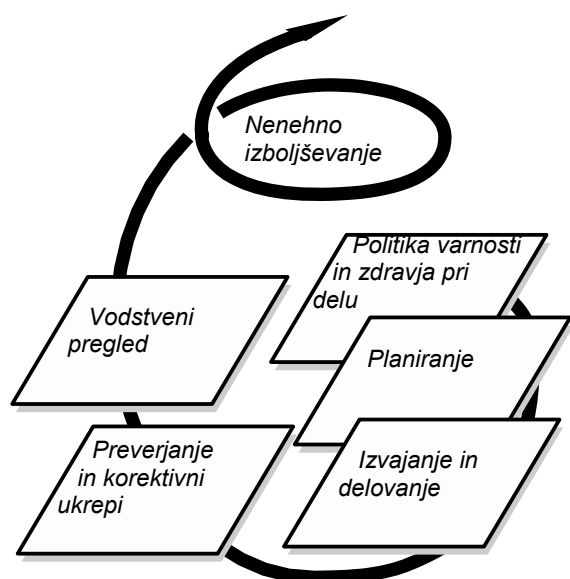 Nenehno
izboljševanje
Politika varnosti
in zdravja pri
delu
Vodstveni
pregled
Planiranje
Preverjanje
in korektivni
ukrepi
Izvajanje in
delovanje